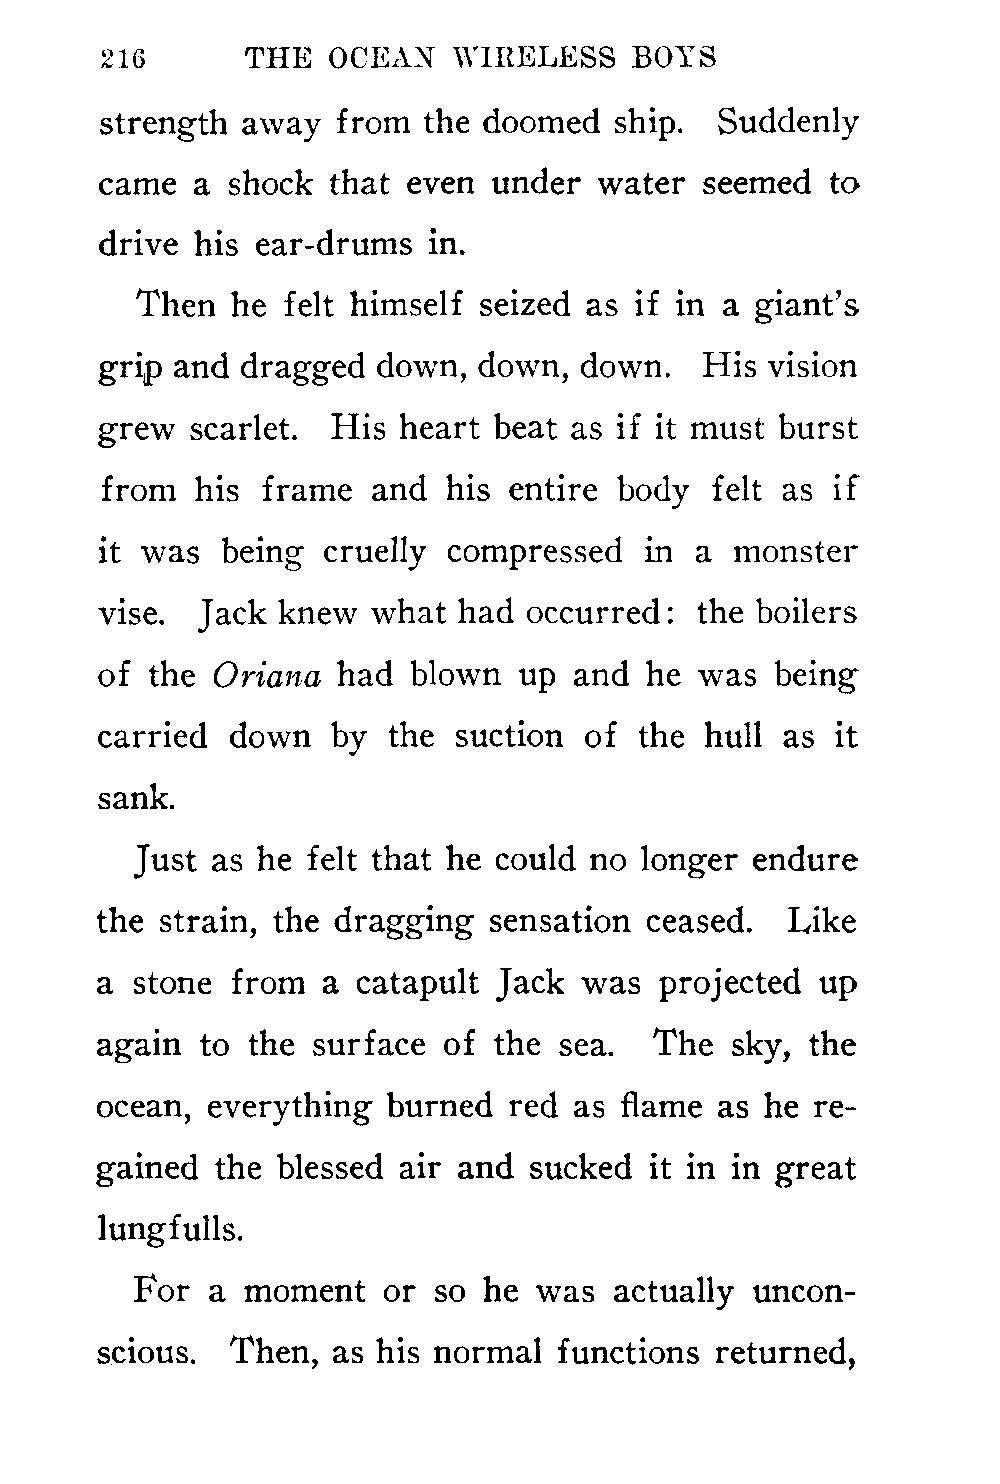 216 THE OCEAN WIRELESS BOYS
strength away from the doomed ship. Suddenly
came a shock that even under water seemed to
drive his ear-drums in.
Then he felt himself seized as if in a giant's
grip and dragged down, down, down. His vision
grew scarlet. His heart beat as if it must burst
from his frame and his entire body felt as if
it was being cruelly compressed in a monster
vise. Jack knew what had occurred: the boilers
of the Oriana had blown up and he was being
carried down by the suction of the hull as it
sank.
Just as he felt that he could no longer endure
the strain, the dragging sensation ceased. Like
a stone from a catapult Jack was projected up
again to the surface of the sea. The sky, the
ocean, everything burned red as flame as he re-
gained the blessed air and sucked it in in great
lungfulls.
For a moment or so he was actually uncon-
scious. Then, as his normal functions returned,